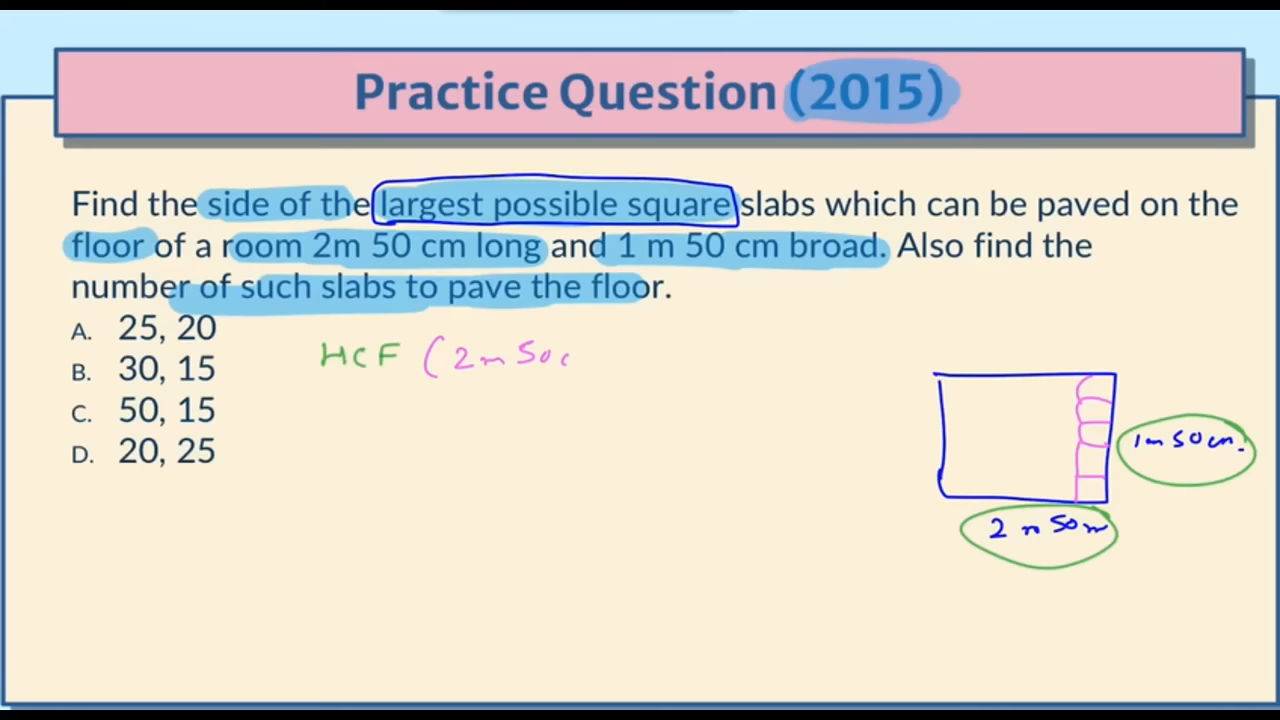 Practice Question (2015)
Find the side of the largest possible square slabs which can be paved on the
floor of a room 2m 50 cm long and 1 m 50 cm broad. Also find the
number of such slabs to pave the floor.
A. 25, 20
B. 30, 15
C. 50, 15
D. 20, 25
HCF (2m 50c
1m 50cm.
2 m 50m